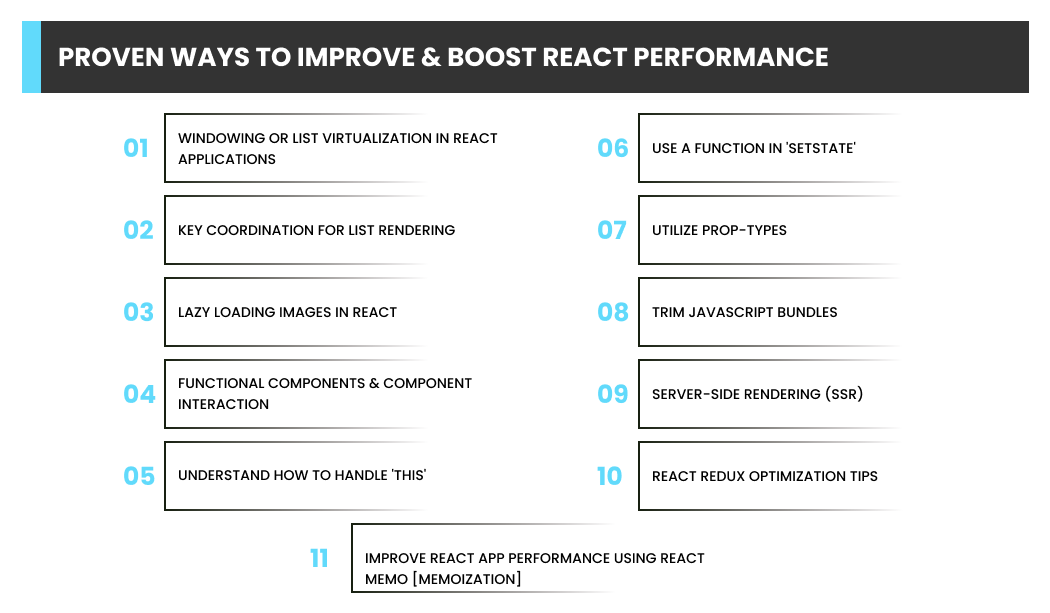 PROVEN WAYS TO IMPROVE & BOOST REACT PERFORMANCE
01
WINDOWING OR LIST VIRTUALIZATION IN REACT
APPLICATIONS
02
KEY COORDINATION FOR LIST RENDERING
03
LAZY LOADING IMAGES IN REACT
04
FUNCTIONAL COMPONENTS & COMPONENT
INTERACTION
05
UNDERSTAND HOW TO HANDLE 'THIS'
06
USE A FUNCTION IN 'SETSTATE'
07
UTILIZE PROP-TYPES
08
TRIM JAVASCRIPT BUNDLES
09
SERVER-SIDE RENDERING (SSR)
10
REACT REDUX OPTIMIZATION TIPS
11
IMPROVE REACT APP PERFORMANCE USING REACT
MEMO [MEMOIZATION]